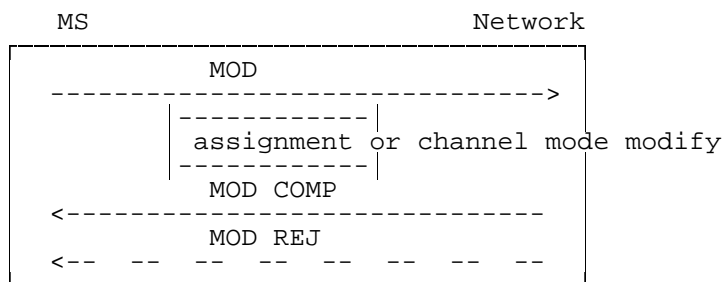 MS Network
MOD
assignment or channel mode modify
MOD COMP
MOD REJ